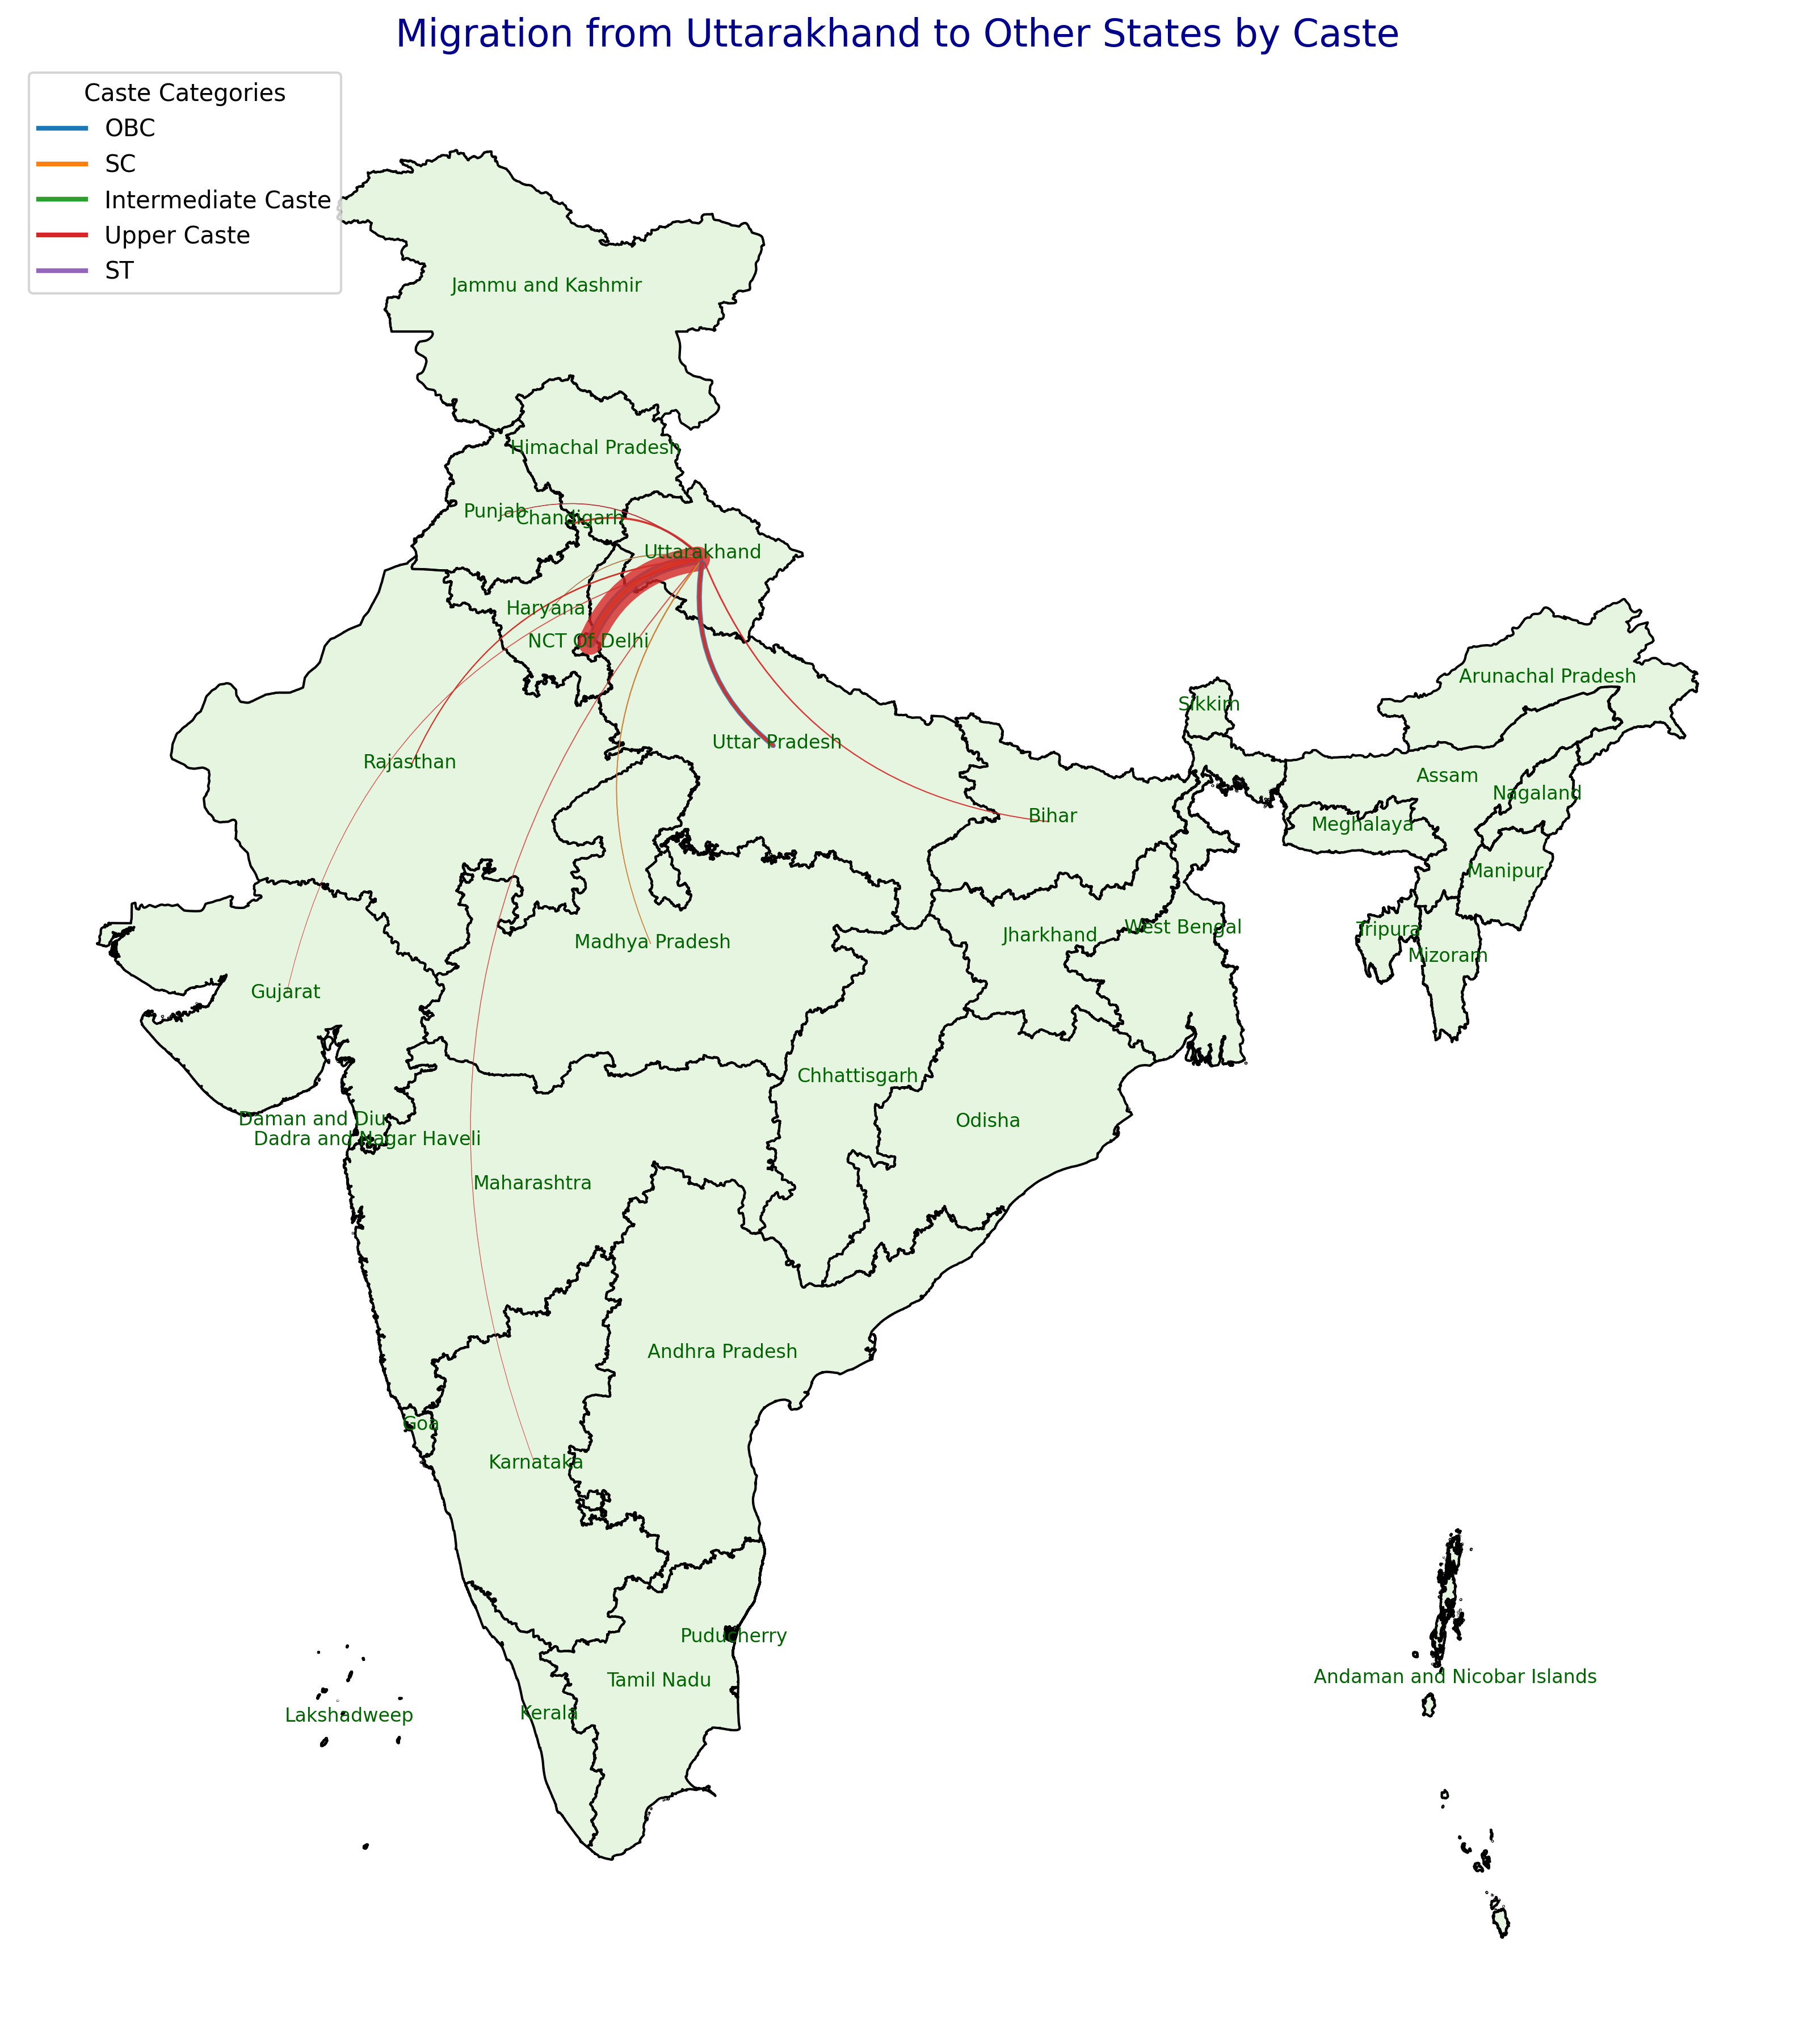 Migration from Uttarakhand to Other States by Caste
Caste Categories
OBC
SC
Intermediate Caste
Upper Caste
ST
Jammu and Kashmir
Himachal Pradesh
Punjab
Chandigarh
Uttarakhand
Haryana
NCT Of Delhi
Arunachal Pradesh
Sikkim
Uttar Pradesh
Rajasthan
Assam
Nagaland
Bihar
Meghalaya
Manipur
West Bengal
Tripura
Jharkhand
Madhya Pradesh
Mizoram
Gujarat
Chhattisgarh
Daman and Diu
Odisha
Dadra and Nagar Haveli
Maharashtra
Andhra Pradesh
Goa
Karnataka
Puducherry
Andaman and Nicobar Islands
Tamil Nadu
Kerala
Lakshadweep